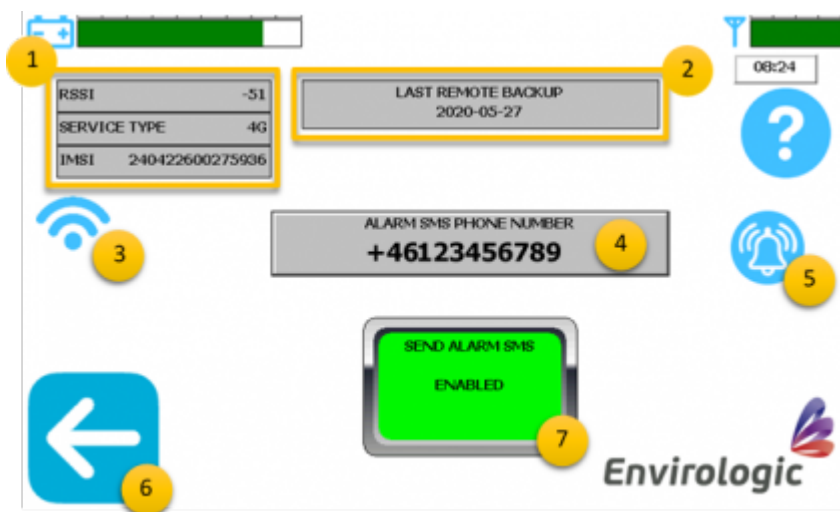 1
RSSI -51
SERVICE TYPE 4G
IMSI 240422600275936
LAST REMOTE BACKUP
2020-05-27
2
08:24
?
3
ALARM SMS PHONE NUMBER
+46123456789
4
5
SEND ALARM SMS
ENABLED
7
6
Envirologic